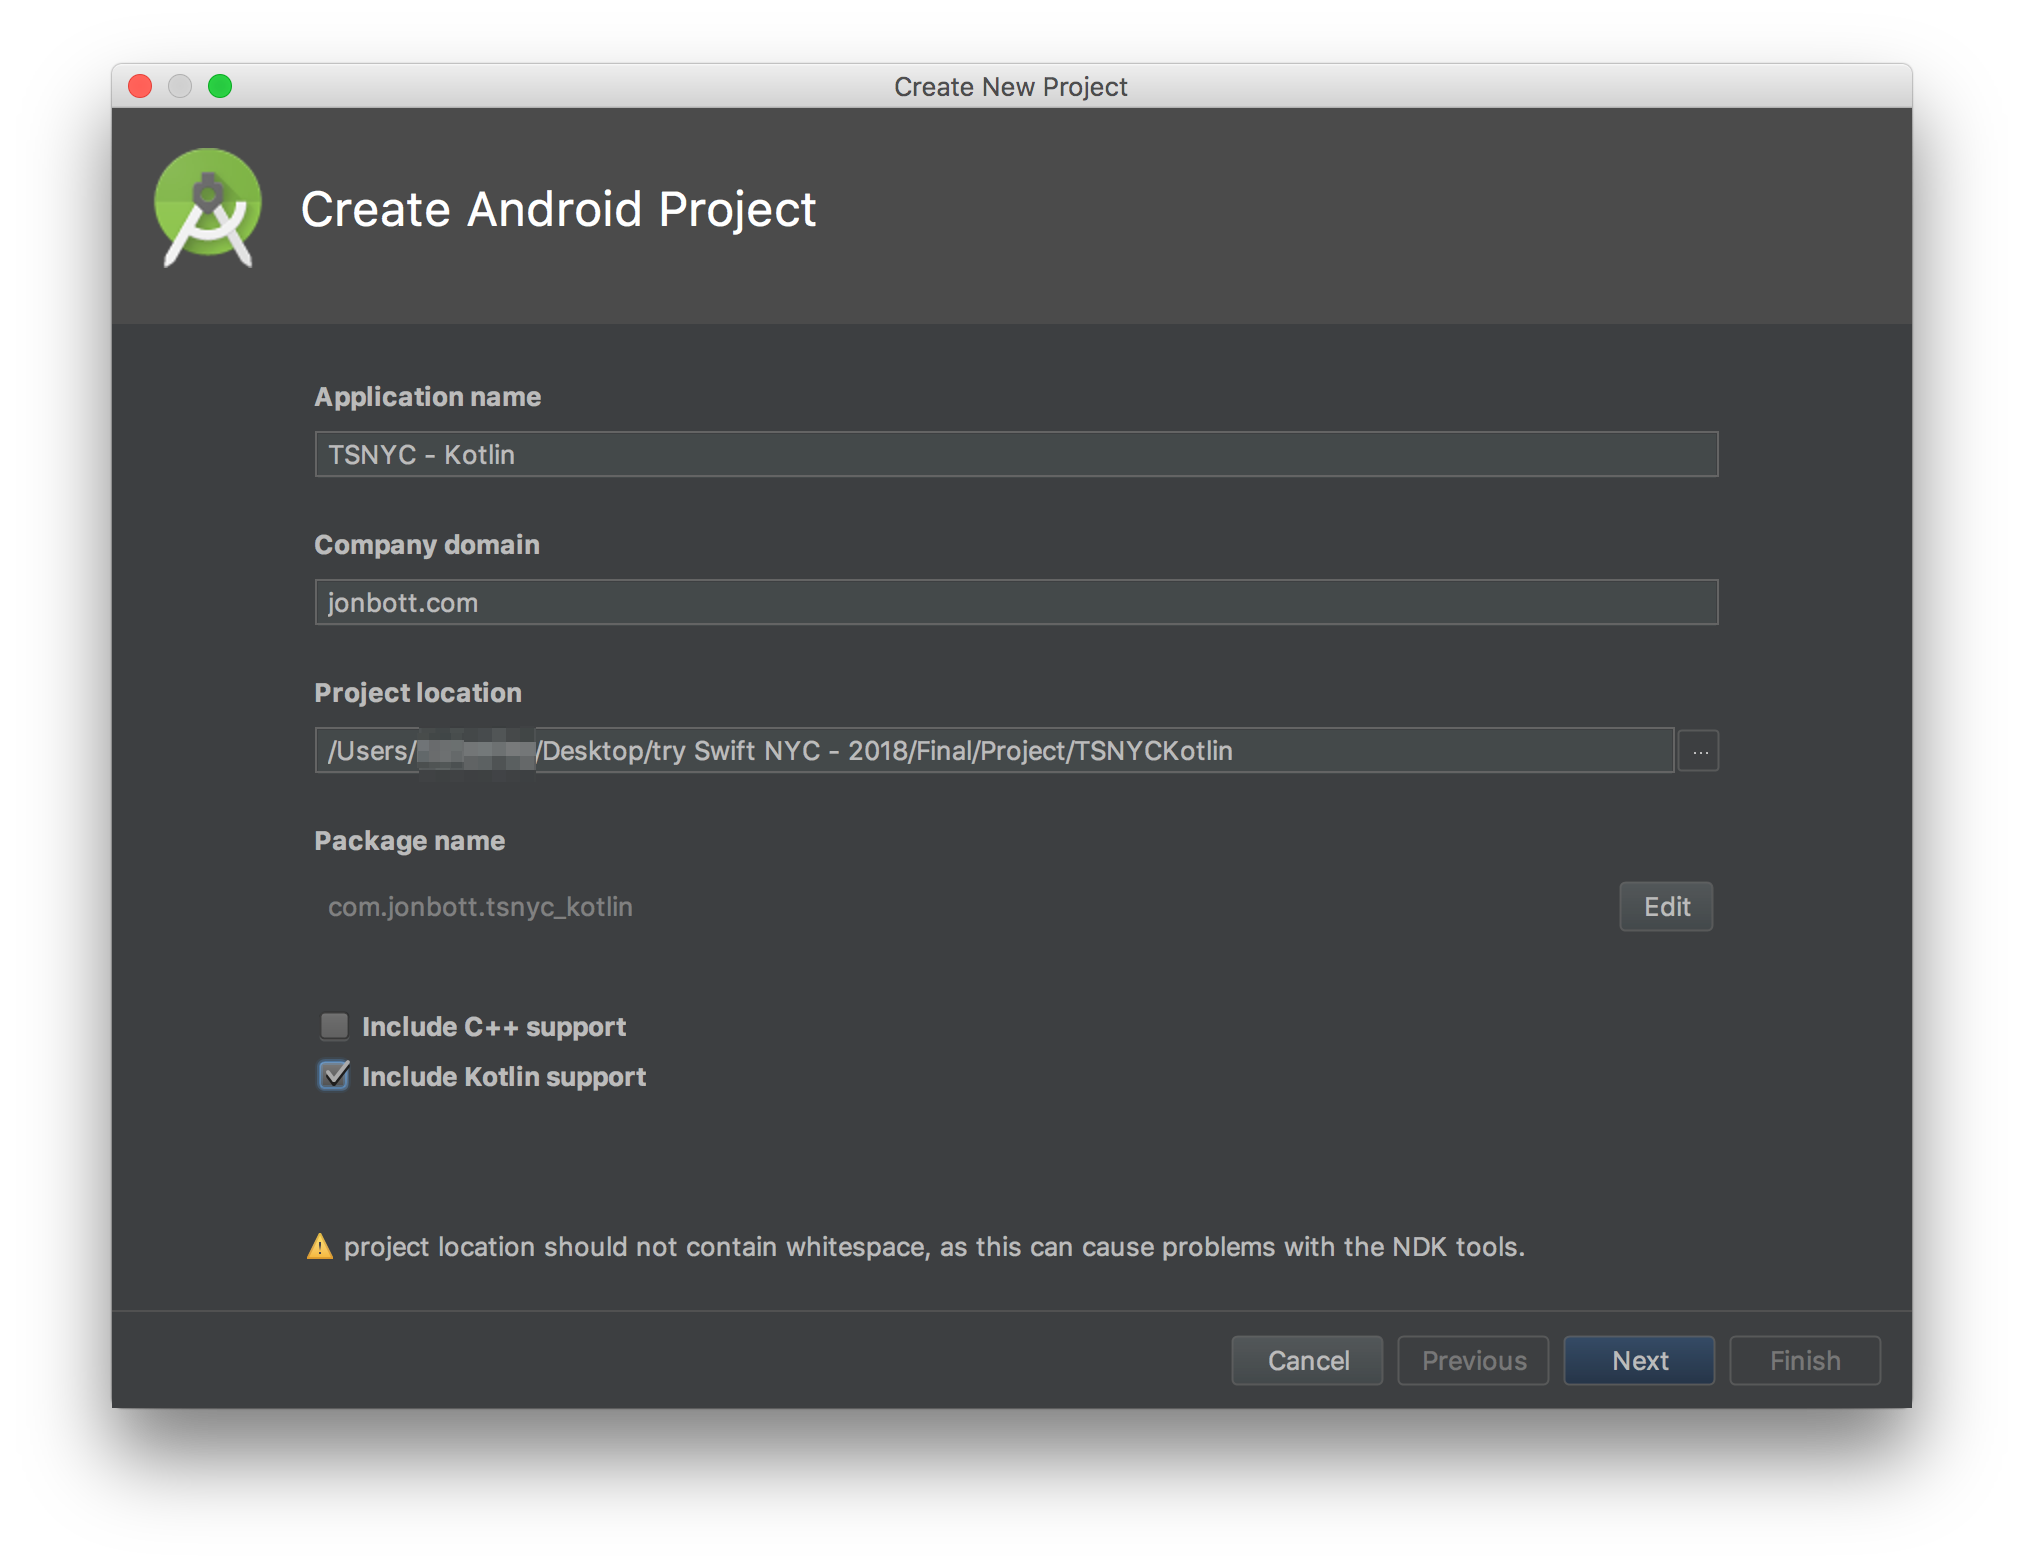 Create New Project
Create Android Project
Application name
TSNYC - Kotlin
Company domain
jonbott.com
Project location
/Users/ /Desktop/try Swift NYC - 2018/Final/Project/TSNYCKotlin
...
Package name
com.jonbott.tsnyc_kotlin
Edit
Include C++ support
Include Kotlin support
project location should not contain whitespace, as this can cause problems with the NDK tools.
Cancel Previous Next Finish